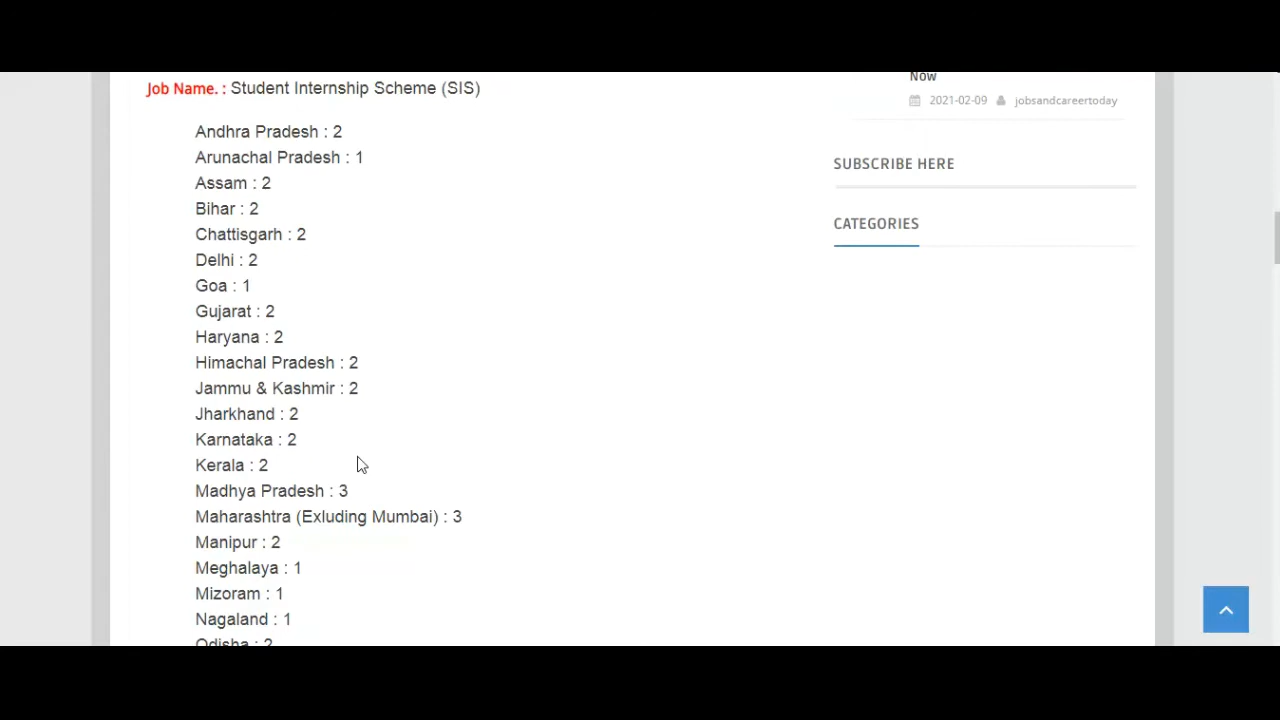 Job Name. : Student Internship Scheme (SIS)
Andhra Pradesh : 2
Arunachal Pradesh : 1
Assam : 2
Bihar : 2
Chattisgarh : 2
Delhi : 2
Goa : 1
Gujarat : 2
Haryana : 2
Himachal Pradesh : 2
Jammu & Kashmir : 2
Jharkhand : 2
Karnataka : 2
Kerala : 2
Madhya Pradesh : 3
Maharashtra (Exluding Mumbai) : 3
Manipur : 2
Meghalaya : 1
Mizoram : 1
Nagaland : 1
Odisha : 2
Now
2021-02-09 jobsandcareertoday
SUBSCRIBE HERE
CATEGORIES